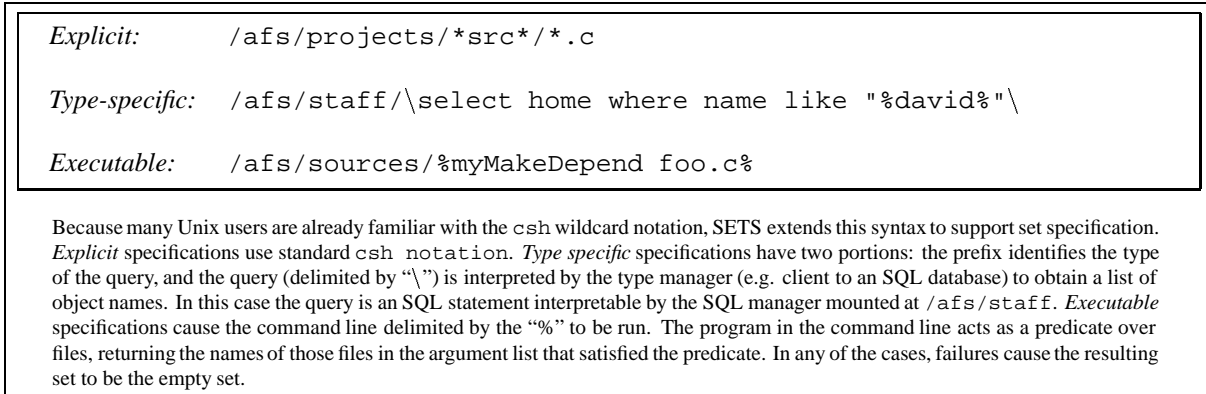 Explicit: /afs/projects/*src*/*.c
Type-specific: /afs/staff/\select home where name like "%david%"\
Executable: /afs/sources/%myMakeDepend foo.c%
Because many Unix users are already familiar with the csh wildcard notation, SETS extends this syntax to support set specification.
Explicit specifications use standard csh notation. Type specific specifications have two portions: the prefix identifies the type
of the query, and the query (delimited by “\”) is interpreted by the type manager (e.g. client to an SQL database) to obtain a list of
object names. In this case the query is an SQL statement interpretable by the SQL manager mounted at /afs/staff. Executable
specifications cause the command line delimited by the “%” to be run. The program in the command line acts as a predicate over
files, returning the names of those files in the argument list that satisfied the predicate. In any of the cases, failures cause the resulting
set to be the empty set.